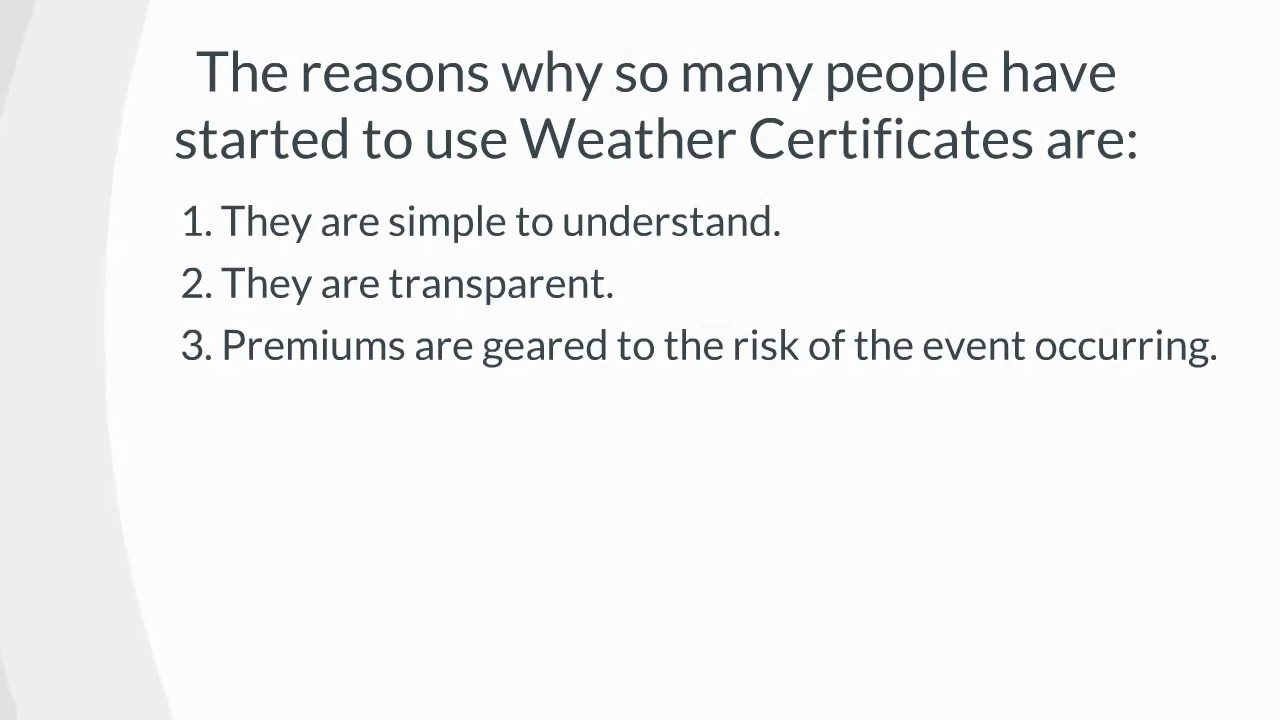 The reasons why so many people have
started to use Weather Certificates are:
1. They are simple to understand.
2. They are transparent.
3. Premiums are geared to the risk of the event occurring.